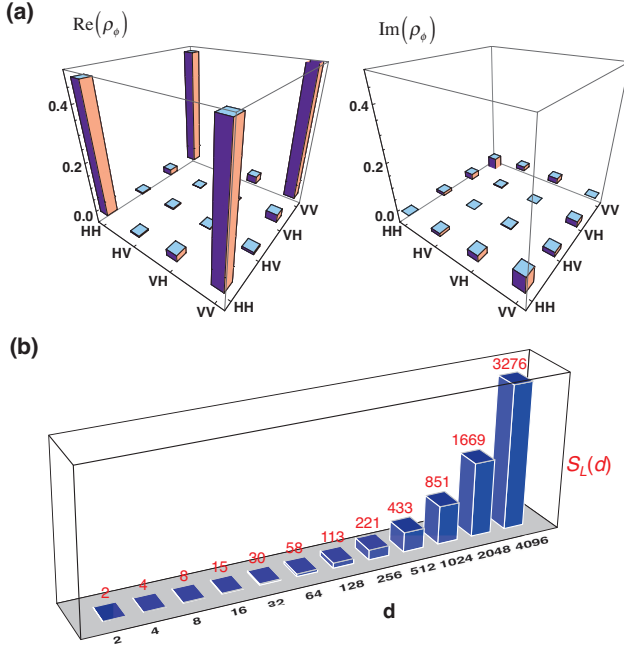 (a)
Re(ρϕ)
Im(ρϕ)
0.4
0.2
0.0
HH
HV
VH
VV
HH
HV
VH
VV
0.4
0.2
0.0
HH
HV
VH
VV
HH
HV
VH
VV
(b)
2 4 8 15 30 58 113 221 433 851 1669 3276
S_L(d)
2 4 8 16 32 64 128 256 512 1024 2048 4096
d